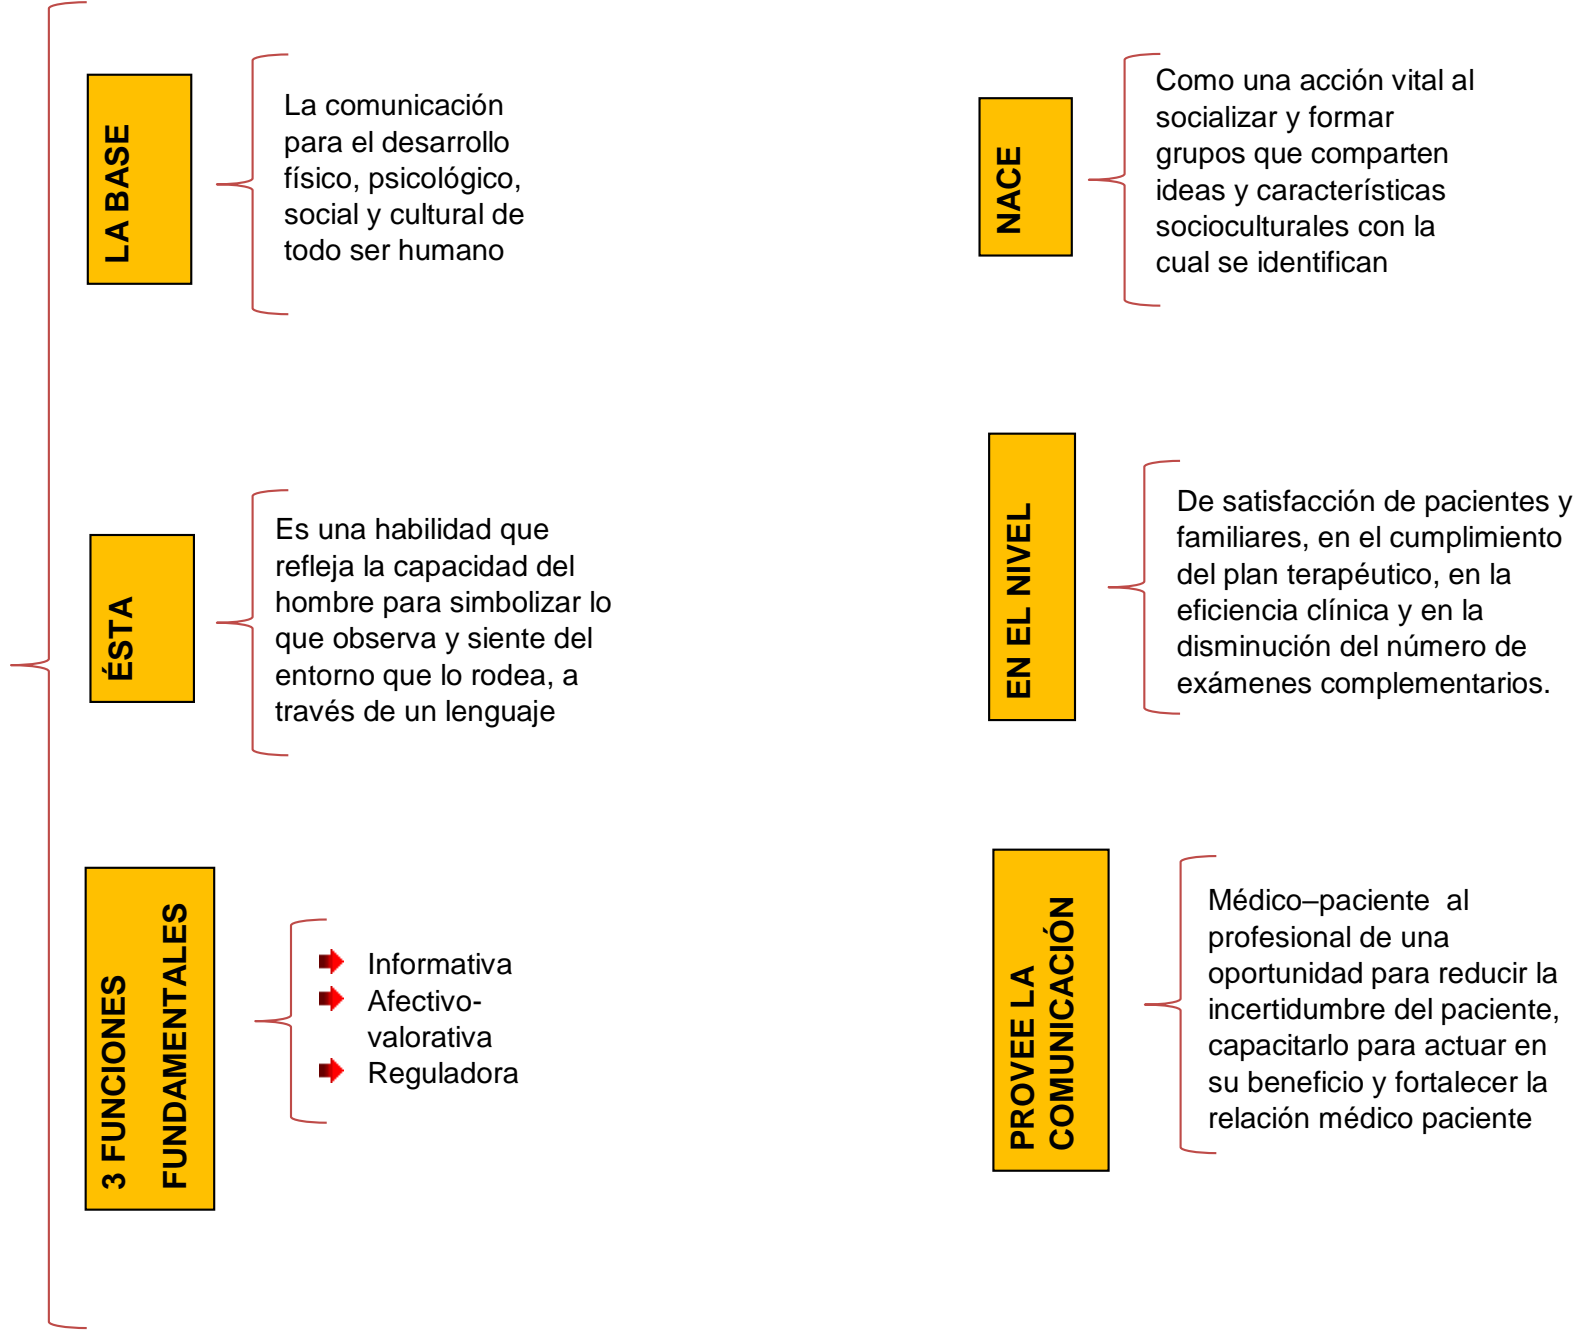 LA BASE
La comunicación
para el desarrollo
físico, psicológico,
social y cultural de
todo ser humano
NACE
Como una acción vital al
socializar y formar
grupos que comparten
ideas y características
socioculturales con la
cual se identifican
ÉSTA
Es una habilidad que
refleja la capacidad del
hombre para simbolizar lo
que observa y siente del
entorno que lo rodea, a
través de un lenguaje
EN EL NIVEL
De satisfacción de pacientes y
familiares, en el cumplimiento
del plan terapéutico, en la
eficiencia clínica y en la
disminución del número de
exámenes complementarios.
3 FUNCIONES
FUNDAMENTALES
Informativa
Afectivo-
valorativa
Reguladora
PROVEE LA
COMUNICACIÓN
Médico–paciente al
profesional de una
oportunidad para reducir la
incertidumbre del paciente,
capacitarlo para actuar en
su beneficio y fortalecer la
relación médico paciente